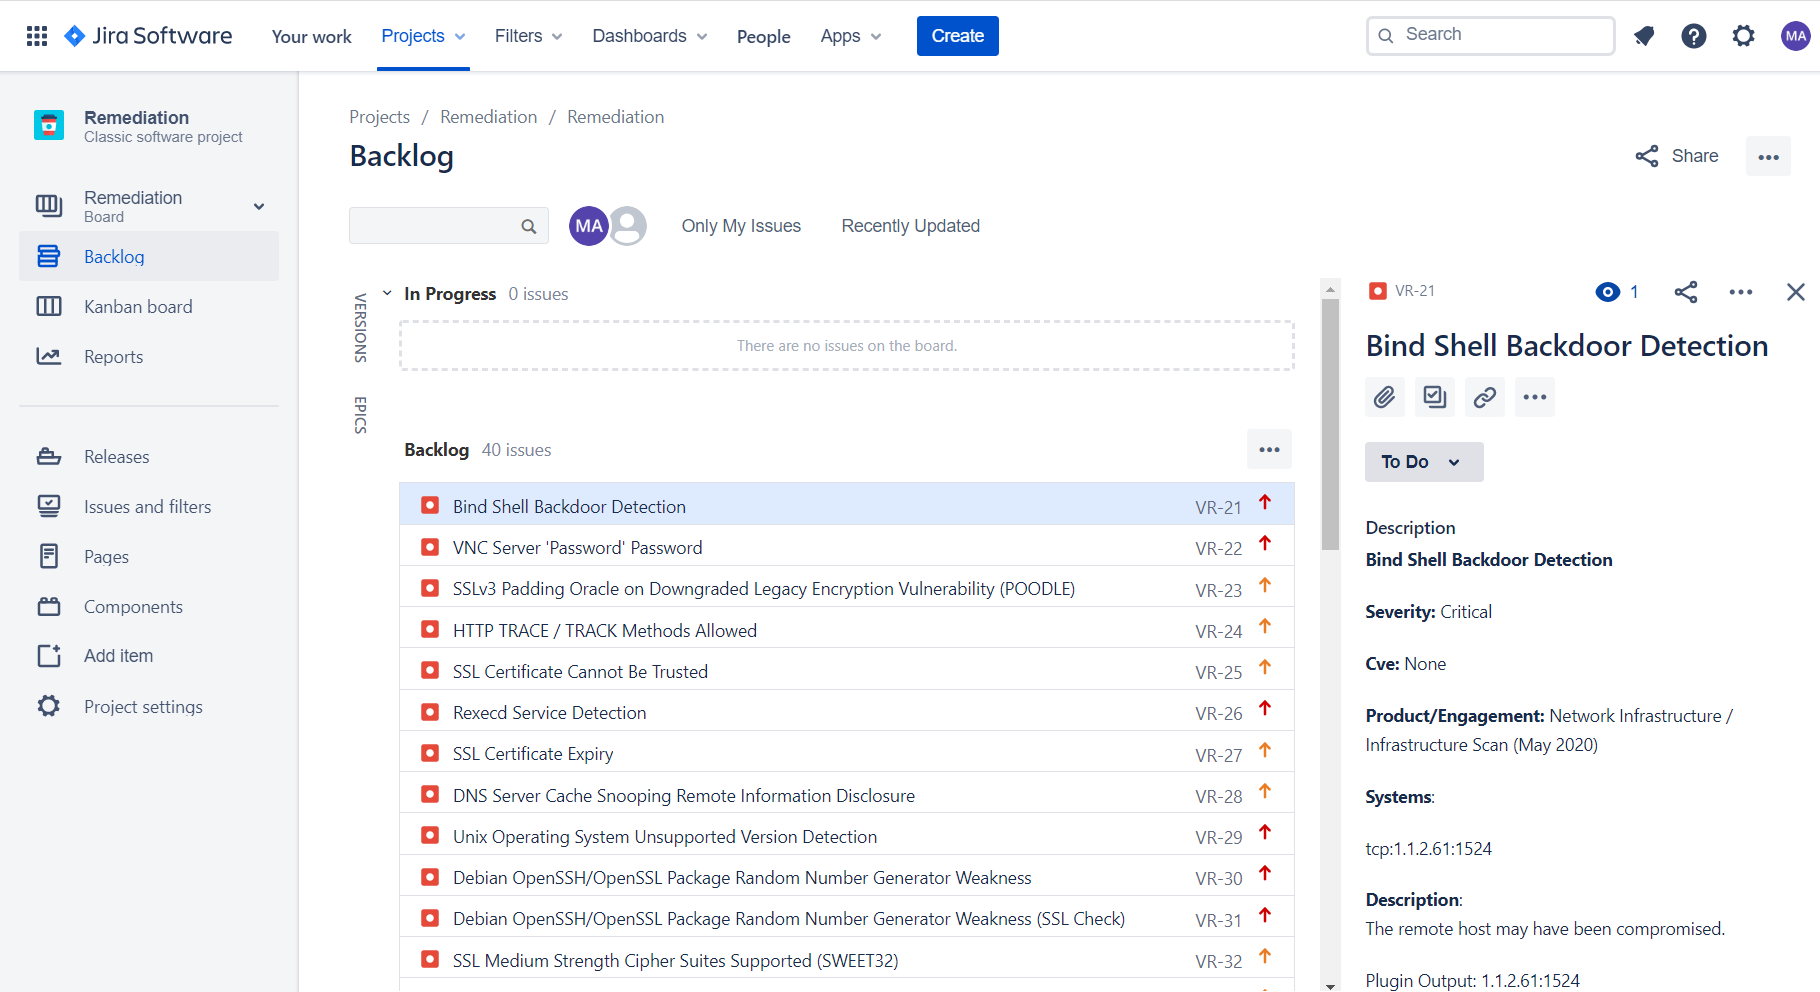 Jira Software
Your work
Projects
Filters
Dashboards
People
Apps
Create
Search
MA
Remediation
Classic software project
Remediation
Board
Backlog
Kanban board
Reports
Releases
Issues and filters
Pages
Components
Add item
Project settings
Projects / Remediation / Remediation
Backlog
Share
MA
Only My Issues
Recently Updated
VERSIONS
EPICS
In Progress 0 issues
There are no issues on the board.
Backlog 40 issues
Bind Shell Backdoor Detection VR-21
VNC Server 'Password' Password VR-22
SSLv3 Padding Oracle on Downgraded Legacy Encryption Vulnerability (POODLE) VR-23
HTTP TRACE / TRACK Methods Allowed VR-24
SSL Certificate Cannot Be Trusted VR-25
Rexecd Service Detection VR-26
SSL Certificate Expiry VR-27
DNS Server Cache Snooping Remote Information Disclosure VR-28
Unix Operating System Unsupported Version Detection VR-29
Debian OpenSSH/OpenSSL Package Random Number Generator Weakness VR-30
Debian OpenSSH/OpenSSL Package Random Number Generator Weakness (SSL Check) VR-31
SSL Medium Strength Cipher Suites Supported (SWEET32) VR-32
VR-21
1
Bind Shell Backdoor Detection
To Do
Description
Bind Shell Backdoor Detection
Severity: Critical
Cve: None
Product/Engagement: Network Infrastructure /
Infrastructure Scan (May 2020)
Systems:
tcp:1.1.2.61:1524
Description:
The remote host may have been compromised.
Plugin Output: 1.1.2.61:1524